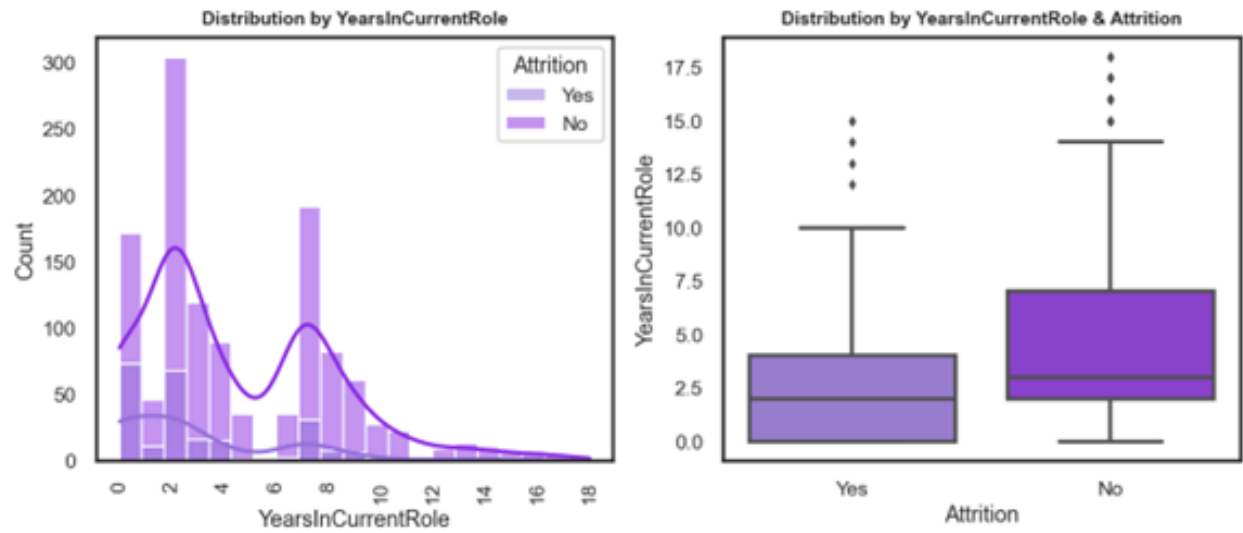 Distribution by YearsInCurrentRole
300
250
200
150
100
50
0
Count
Attrition
Yes
No
0 2 4 6 8 10 12 14 16 18
YearsInCurrentRole
Distribution by YearsInCurrentRole & Attrition
17.5
15.0
12.5
10.0
7.5
5.0
2.5
0.0
YearsInCurrentRole
Yes No
Attrition